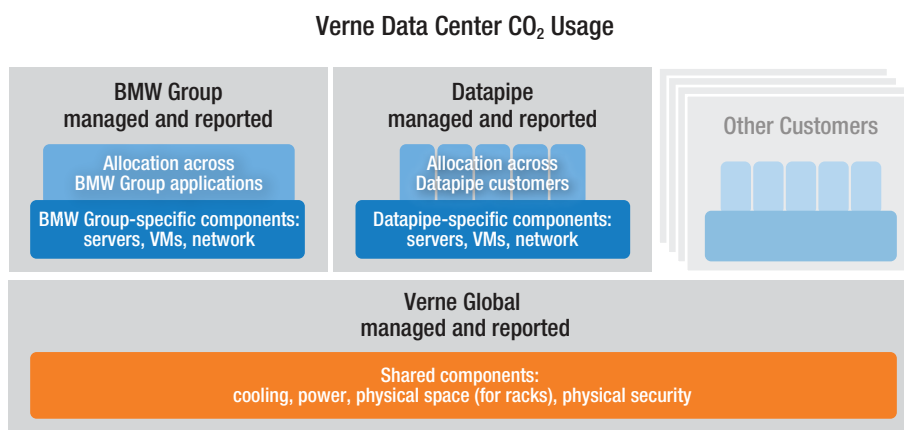 Verne Data Center CO₂ Usage
BMW Group
managed and reported
Allocation across
BMW Group applications
BMW Group-specific components:
servers, VMs, network
Datapipe
managed and reported
Allocation across
Datapipe customers
Datapipe-specific components:
servers, VMs, network
Other Customers
Verne Global
managed and reported
Shared components:
cooling, power, physical space (for racks), physical security